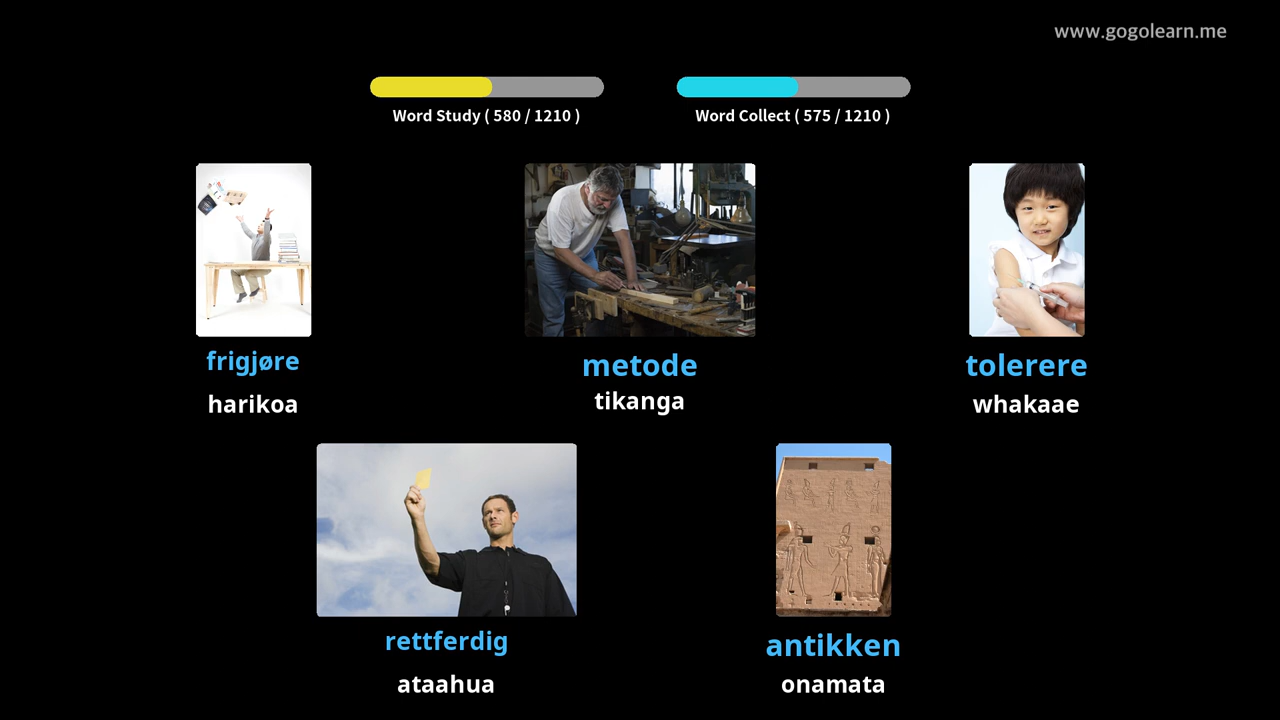 www.gogolearn.me
Word Study ( 580 / 1210 )
Word Collect ( 575 / 1210 )
frigjøre
harikoa
metode
tikanga
tolerere
whakaae
rettferdig
ataahua
antikken
onamata